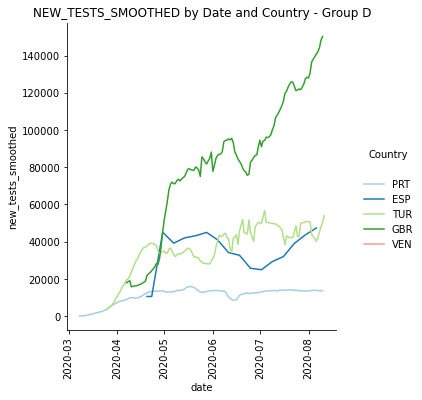 NEW_TESTS_SMOOTHED by Date and Country - Group D
new_tests_smoothed
140000
120000
100000
80000
60000
40000
20000
0
2020-03
2020-04
2020-05
2020-06
2020-07
2020-08
date
Country
PRT
ESP
TUR
GBR
VEN